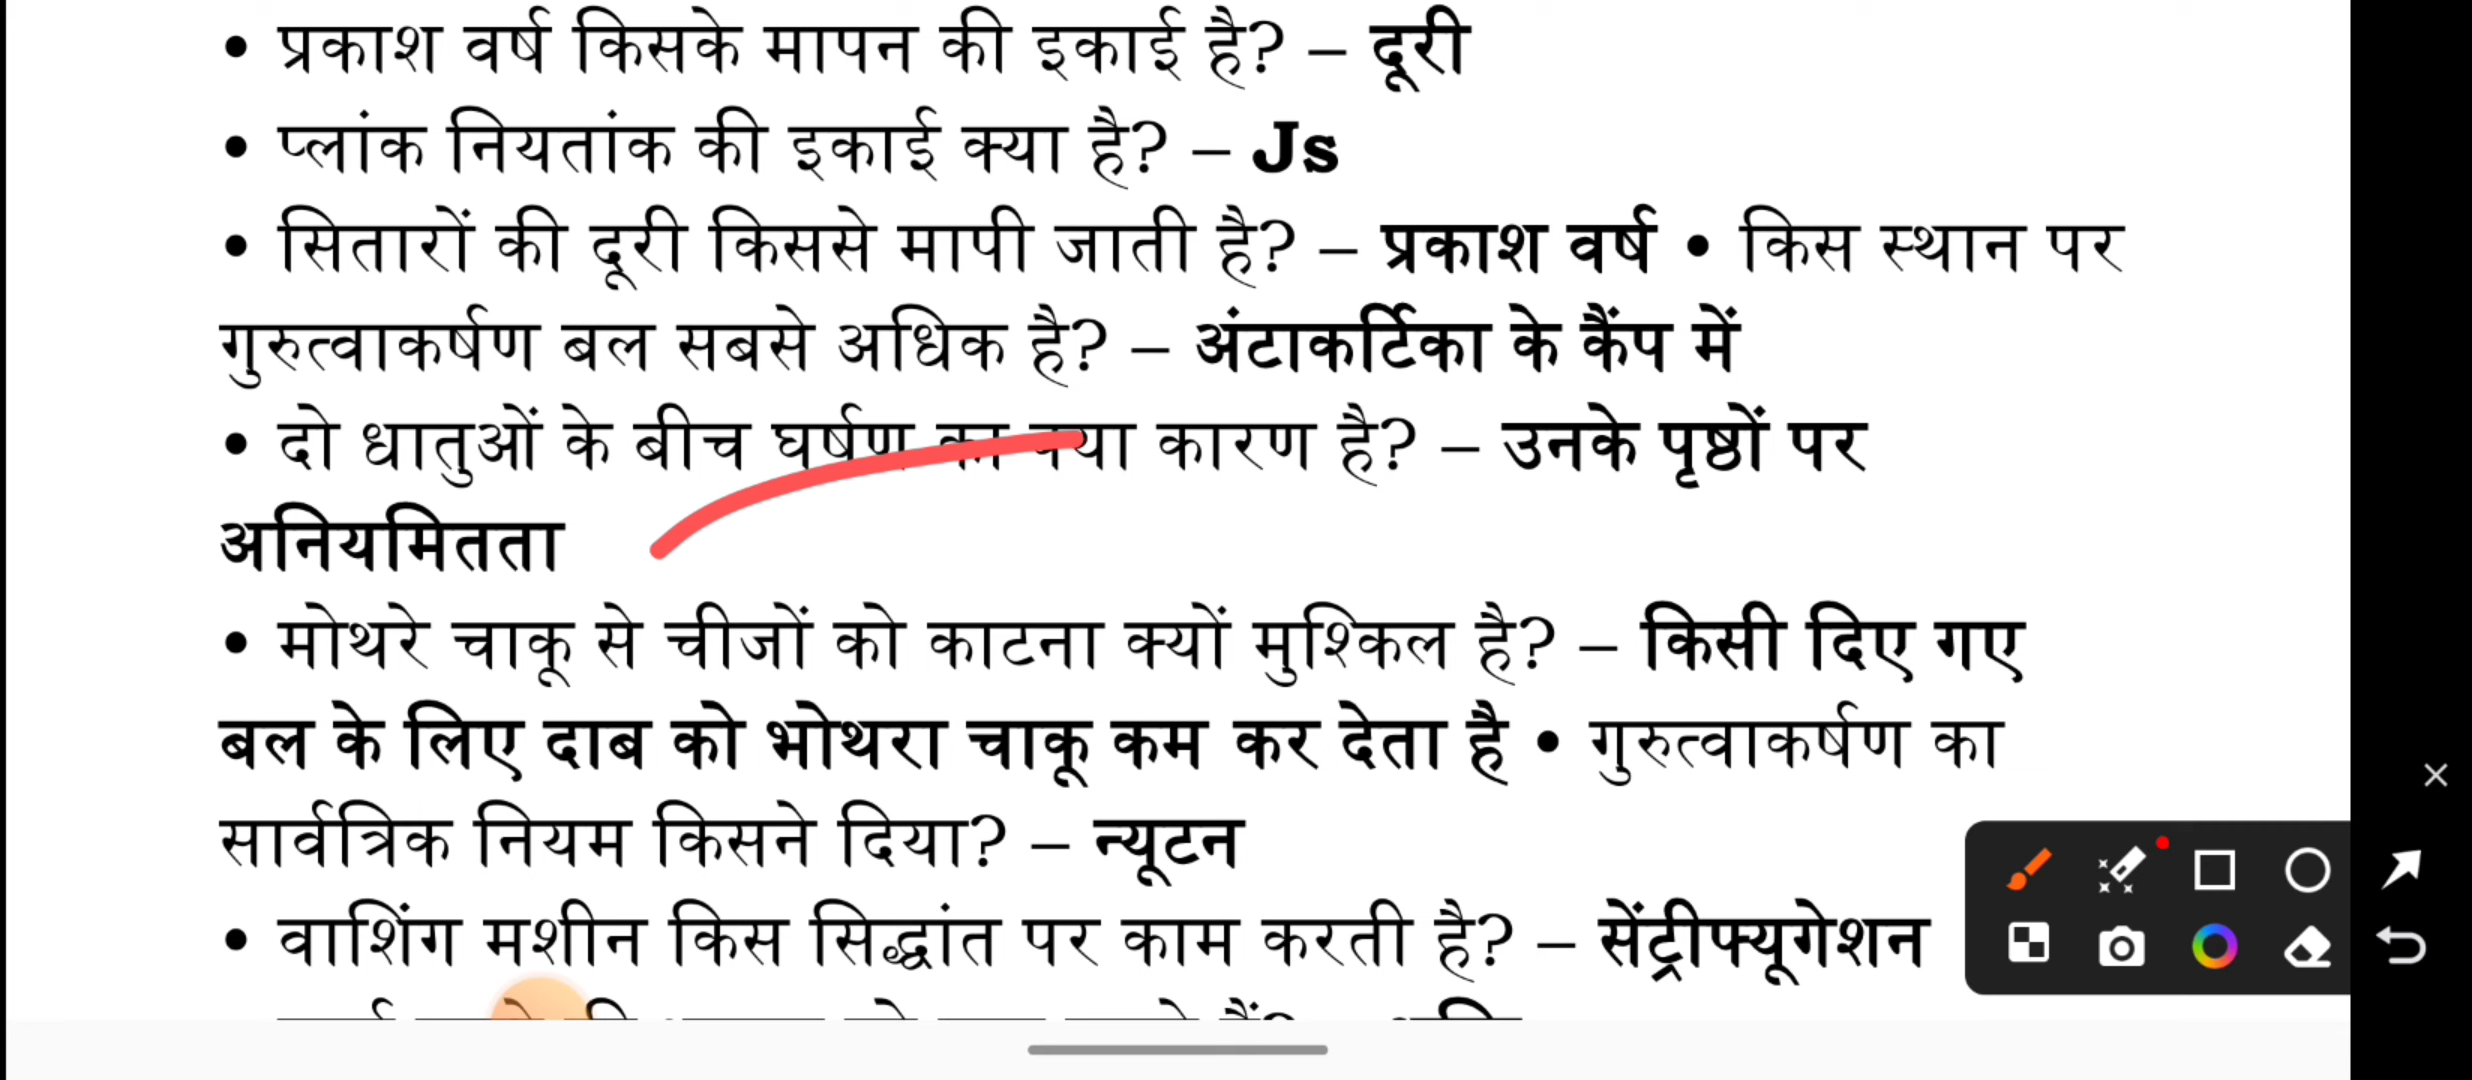 • प्रकाश वर्ष किसके मापन की इकाई है? – दूरी
• प्लांक नियतांक की इकाई क्या है? – Js
• सितारों की दूरी किससे मापी जाती है? – प्रकाश वर्ष • किस स्थान पर
गुरुत्वाकर्षण बल सबसे अधिक है? – अंटाकर्टिका के कैंप में
• दो धातुओं के बीच घर्षण का क्या कारण है? – उनके पृष्ठों पर
अनियमितता
• मोथरे चाकू से चीजों को काटना क्यों मुश्किल है? – किसी दिए गए
बल के लिए दाब को भोथरा चाकू कम कर देता है • गुरुत्वाकर्षण का
सार्वत्रिक नियम किसने दिया? – न्यूटन
• वाशिंग मशीन किस सिद्धांत पर काम करती है? – सेंट्रीफ्यूगेशन